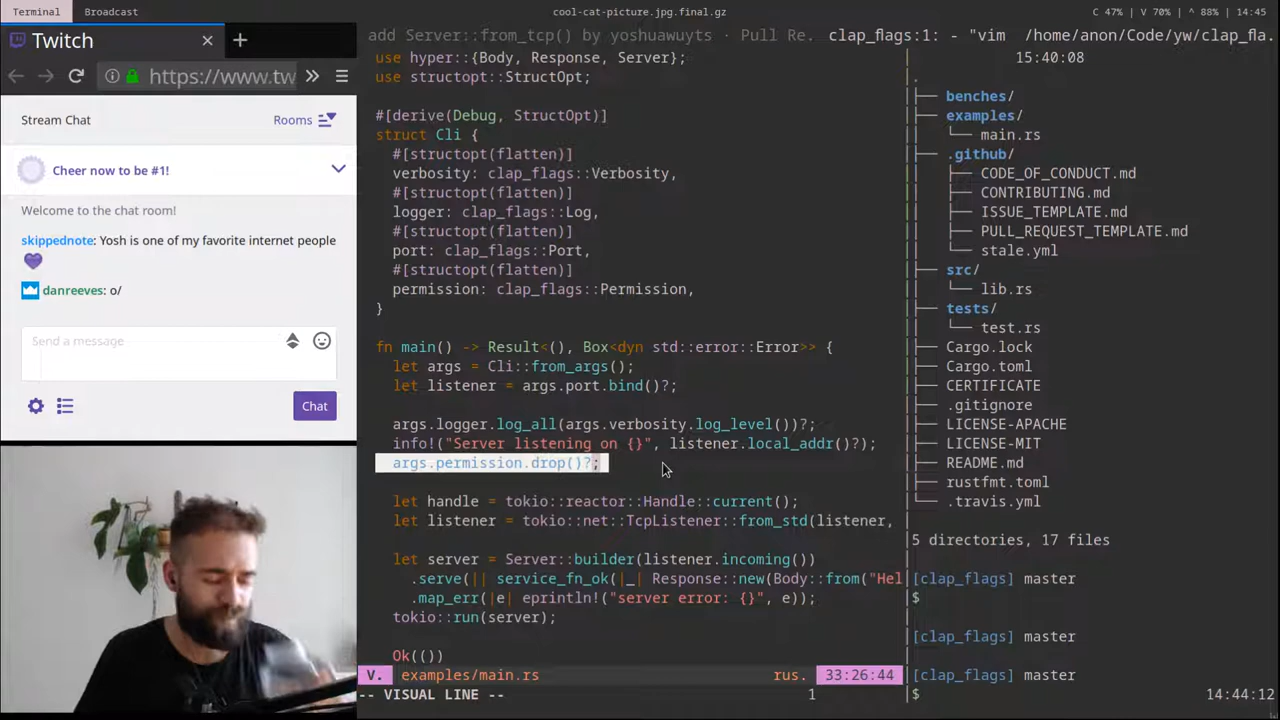 Terminal
Broadcast
cool-cat-picture.jpg.final.gz
C 47% | V 70% | ^ 88% | 14:45
Twitch
https://www.tw
Stream Chat
Rooms
Cheer now to be #1!
Welcome to the chat room!
skippednote: Yosh is one of my favorite internet people
danreeves: o/
Send a message
Chat
add Server::from_tcp() by yoshuawuyts · Pull Re.
clap_flags:1: - "vim  /home/anon/Code/yw/clap_fla.
use hyper::{Body, Response, Server};
use structopt::StructOpt;
#[derive(Debug, StructOpt)]
struct Cli {
  #[structopt(flatten)]
  verbosity: clap_flags::Verbosity,
  #[structopt(flatten)]
  logger: clap_flags::Log,
  #[structopt(flatten)]
  port: clap_flags::Port,
  #[structopt(flatten)]
  permission: clap_flags::Permission,
}
fn main() -> Result<(), Box<dyn std::error::Error>> {
  let args = Cli::from_args();
  let listener = args.port.bind()?;
  args.logger.log_all(args.verbosity.log_level())?;
  info!("Server listening on {}", listener.local_addr()?);
  args.permission.drop()?;
  let handle = tokio::reactor::Handle::current();
  let listener = tokio::net::TcpListener::from_std(listener,
  let server = Server::builder(listener.incoming())
    .serve(|| service_fn_ok(|_| Response::new(Body::from("Hel
    .map_err(|e| eprintln!("server error: {}", e));
  tokio::run(server);
  Ok(())
V.
examples/main.rs
rus.
33:26:44
-- VISUAL LINE --
1
15:40:08
.
├── benches/
├── examples/
│   └── main.rs
├── .github/
│   ├── CODE_OF_CONDUCT.md
│   ├── CONTRIBUTING.md
│   ├── ISSUE_TEMPLATE.md
│   ├── PULL_REQUEST_TEMPLATE.md
│   └── stale.yml
├── src/
│   └── lib.rs
├── tests/
│   └── test.rs
├── Cargo.lock
├── Cargo.toml
├── CERTIFICATE
├── .gitignore
├── LICENSE-APACHE
├── LICENSE-MIT
├── README.md
├── rustfmt.toml
└── .travis.yml
5 directories, 17 files
[clap_flags] master
$
[clap_flags] master
[clap_flags] master
$
14:44:12